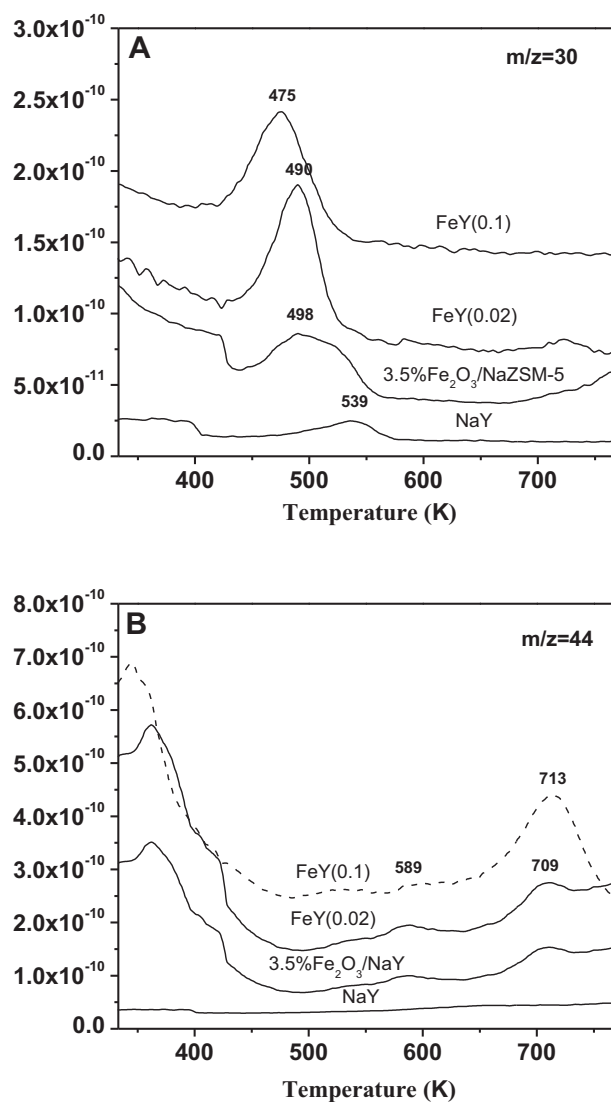 A
m/z=30
3.0x10⁻¹⁰
2.5x10⁻¹⁰
2.0x10⁻¹⁰
1.5x10⁻¹⁰
1.0x10⁻¹⁰
5.0x10⁻¹¹
0.0
475
490
498
539
FeY(0.1)
FeY(0.02)
3.5%Fe₂O₃/NaZSM-5
NaY
400 500 600 700
Temperature (K)
B
m/z=44
8.0x10⁻¹⁰
7.0x10⁻¹⁰
6.0x10⁻¹⁰
5.0x10⁻¹⁰
4.0x10⁻¹⁰
3.0x10⁻¹⁰
2.0x10⁻¹⁰
1.0x10⁻¹⁰
0.0
713
589
709
FeY(0.1)
FeY(0.02)
3.5%Fe₂O₃/NaY
NaY
400 500 600 700
Temperature (K)